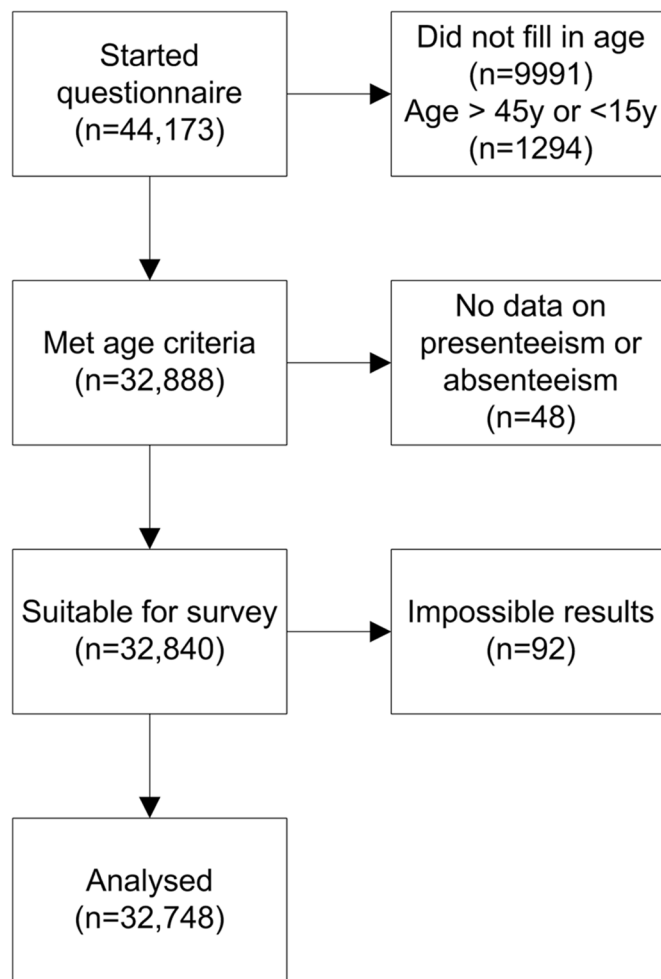 Started
questionnaire
(n=44,173)
Did not fill in age
(n=9991)
Age > 45y or <15y
(n=1294)
Met age criteria
(n=32,888)
No data on
presenteeism or
absenteeism
(n=48)
Suitable for survey
(n=32,840)
Impossible results
(n=92)
Analysed
(n=32,748)